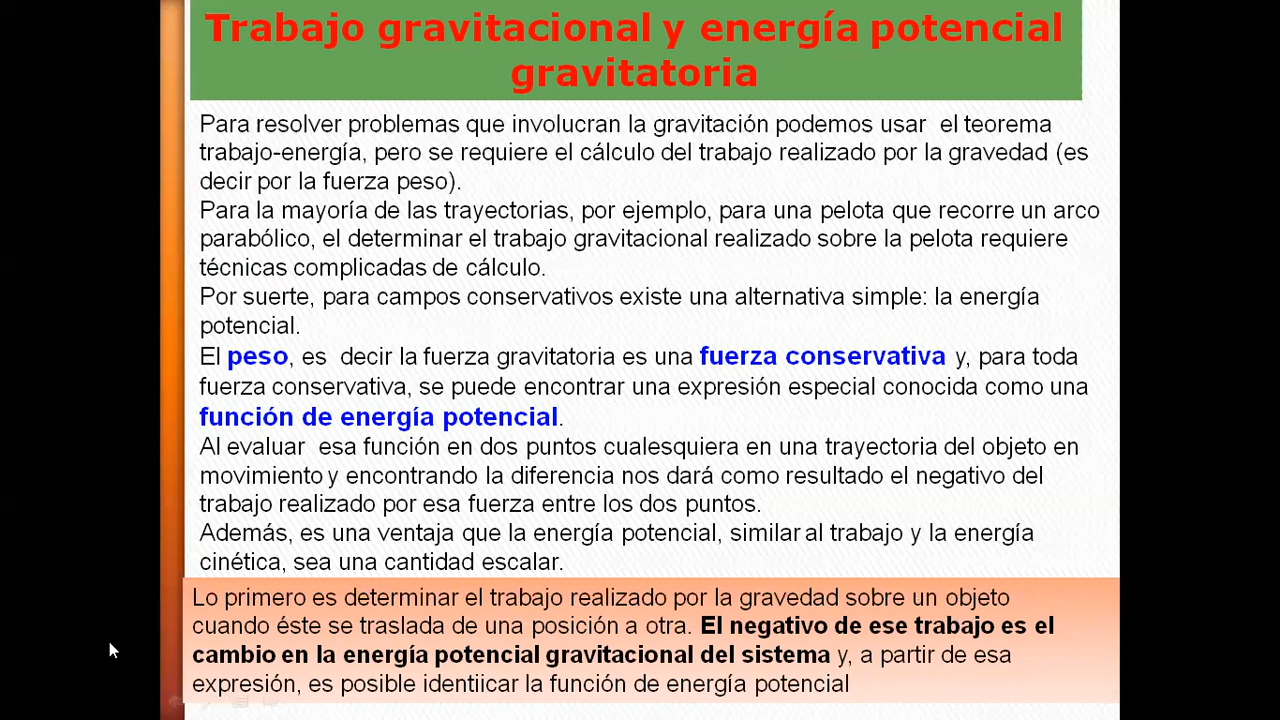 Trabajo gravitacional y energía potencial
gravitatoria
Para resolver problemas que involucran la gravitación podemos usar el teorema
trabajo-energía, pero se requiere el cálculo del trabajo realizado por la gravedad (es
decir por la fuerza peso).
Para la mayoría de las trayectorias, por ejemplo, para una pelota que recorre un arco
parabólico, el determinar el trabajo gravitacional realizado sobre la pelota requiere
técnicas complicadas de cálculo.
Por suerte, para campos conservativos existe una alternativa simple: la energía
potencial.
El peso, es decir la fuerza gravitatoria es una fuerza conservativa y, para toda
fuerza conservativa, se puede encontrar una expresión especial conocida como una
función de energía potencial.
Al evaluar esa función en dos puntos cualesquiera en una trayectoria del objeto en
movimiento y encontrando la diferencia nos dará como resultado el negativo del
trabajo realizado por esa fuerza entre los dos puntos.
Además, es una ventaja que la energía potencial, similar al trabajo y la energía
cinética, sea una cantidad escalar.
Lo primero es determinar el trabajo realizado por la gravedad sobre un objeto
cuando éste se traslada de una posición a otra. El negativo de ese trabajo es el
cambio en la energía potencial gravitacional del sistema y, a partir de esa
expresión, es posible identiicar la función de energía potencial